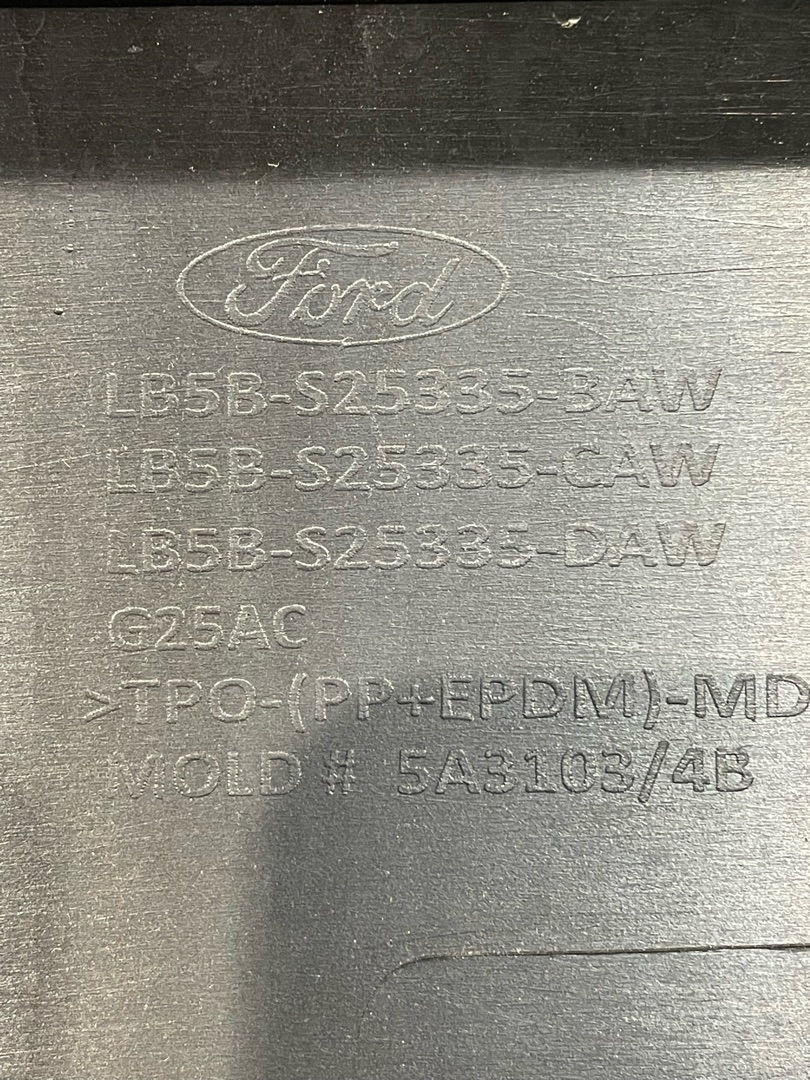 Ford
LB5B-S25335-BAW
LB5B-S25335-CAW
LB5B-S25335-DAW
G25AC
>TPO-(PP+EPDM)-MD
MOLD # 5A3103/4B